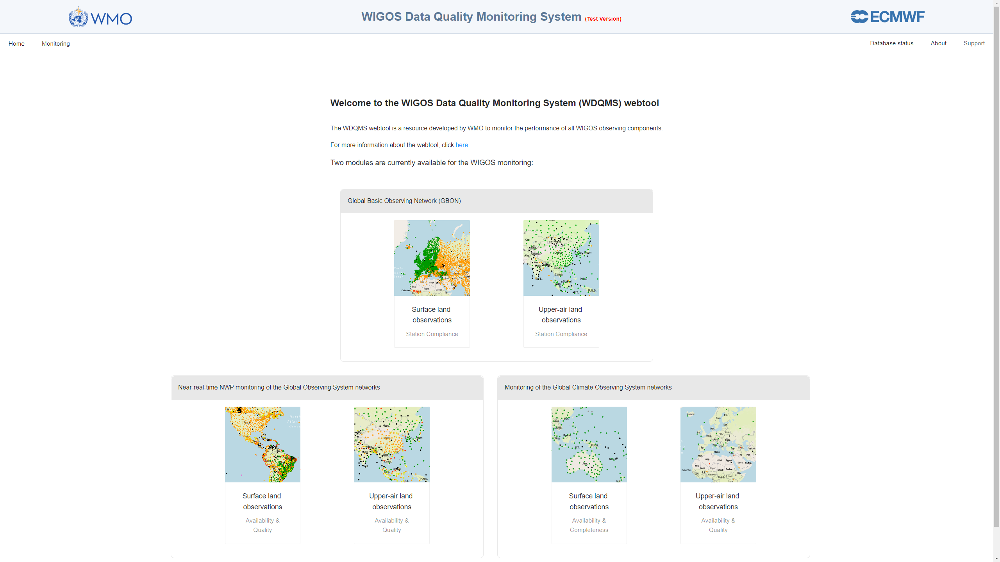 WMO
WIGOS Data Quality Monitoring System (Test Version)
ECMWF
Home
Monitoring
Database status
About
Support
Welcome to the WIGOS Data Quality Monitoring System (WDQMS) webtool
The WDQMS webtool is a resource developed by WMO to monitor the performance of all WIGOS observing components.
For more information about the webtool, click here.
Two modules are currently available for the WIGOS monitoring:
Global Basic Observing Network (GBON)
Surface land
observations
Station Compliance
Upper-air land
observations
Station Compliance
Near-real-time NWP monitoring of the Global Observing System networks
Surface land
observations
Availability &
Quality
Upper-air land
observations
Availability &
Quality
Monitoring of the Global Climate Observing System networks
Surface land
observations
Availability &
Completeness
Upper-air land
observations
Availability &
Quality